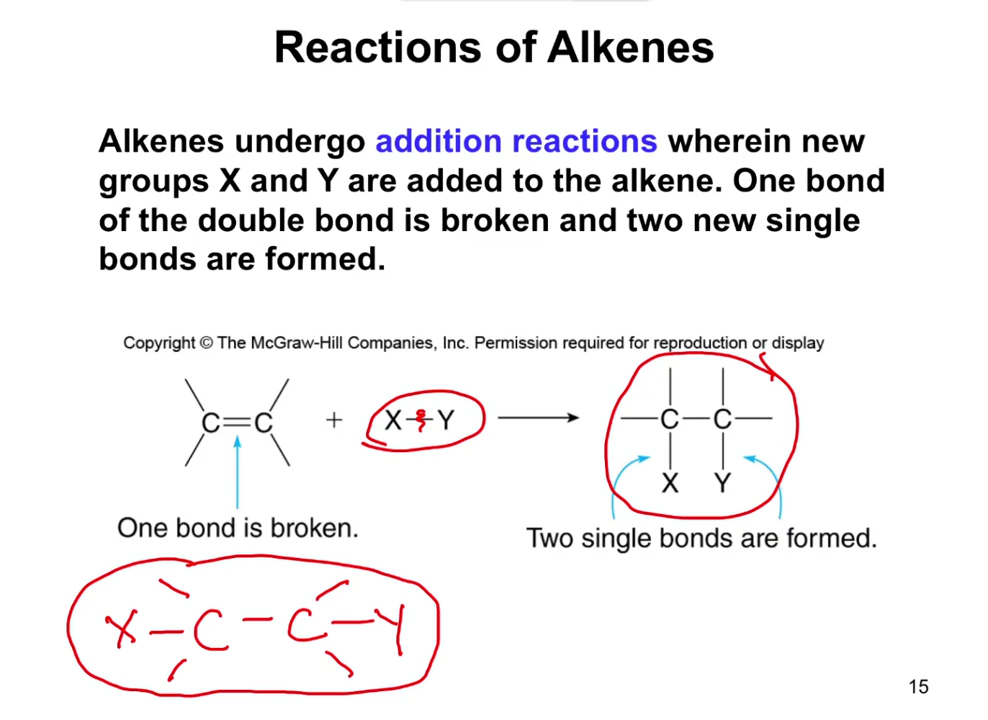 Reactions of Alkenes
Alkenes undergo addition reactions wherein new
groups X and Y are added to the alkene. One bond
of the double bond is broken and two new single
bonds are formed.
Copyright © The McGraw-Hill Companies, Inc. Permission required for reproduction or display
C=C + X-Y → -C-C-
X Y
One bond is broken.
Two single bonds are formed.
X-C-C-Y
15